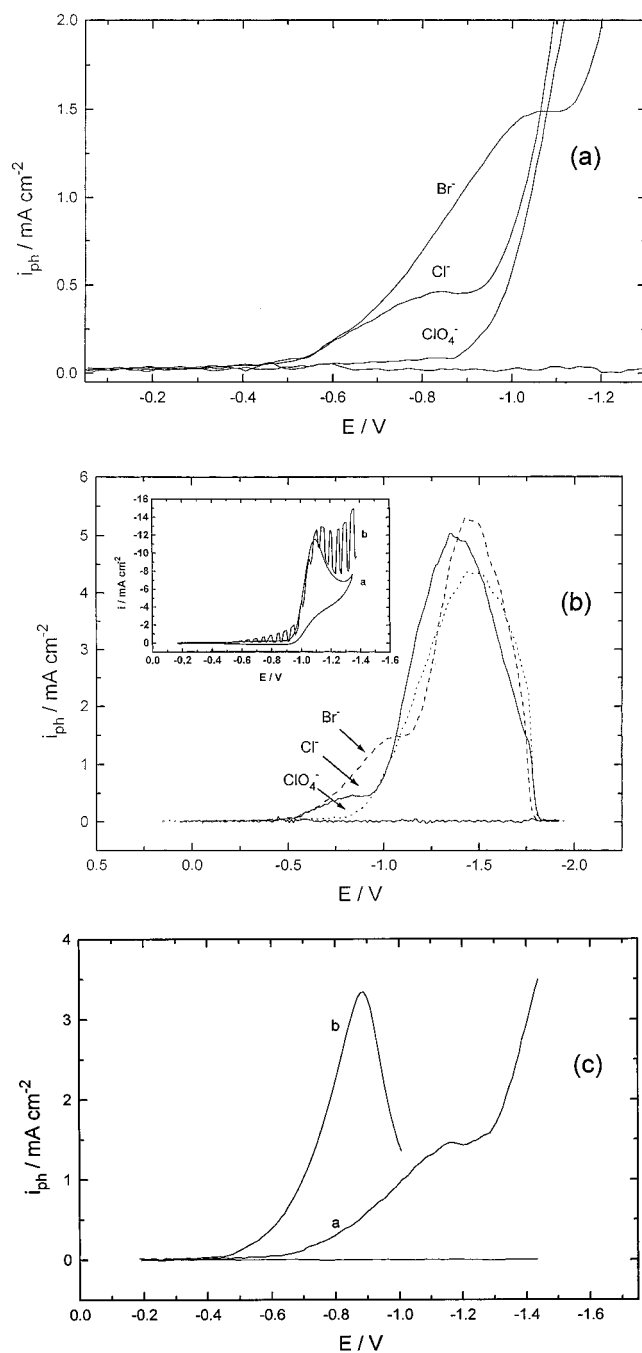 2.0
1.5
1.0
0.5
0.0
i_ph / mA cm^-2
(a)
Br^-
Cl^-
ClO_4^-
-0.2 -0.4 -0.6 -0.8 -1.0 -1.2
E / V
6
5
4
3
2
1
0
i_ph / mA cm^-2
(b)
-16
-14
-12
-10
-8
-6
-4
-2
0
i / mA cm^-2
b
a
0.0 -0.2 -0.4 -0.6 -0.8 -1.0 -1.2 -1.4 -1.6
E / V
Br^-
Cl^-
ClO_4^-
0.5 0.0 -0.5 -1.0 -1.5 -2.0
E / V
4
3
2
1
0
i_ph / mA cm^-2
(c)
b
a
0.0 -0.2 -0.4 -0.6 -0.8 -1.0 -1.2 -1.4 -1.6
E / V